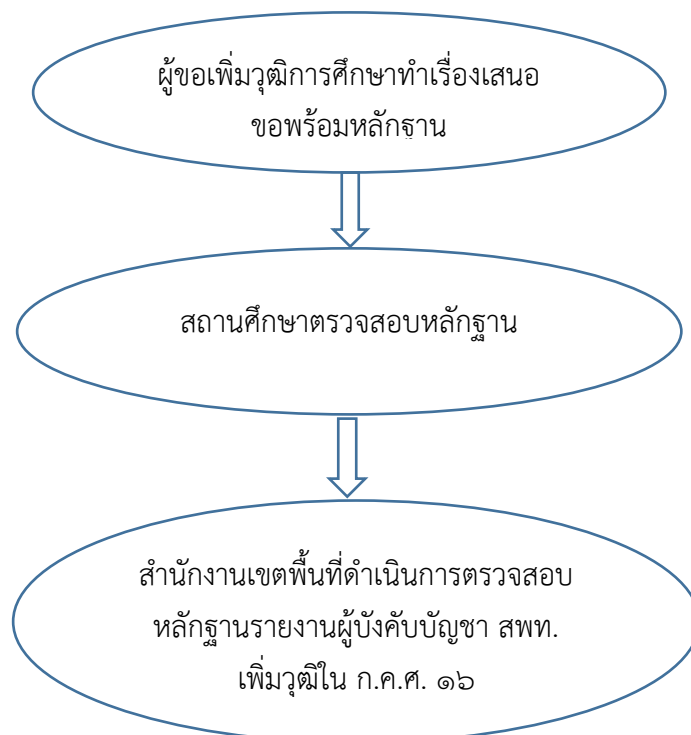 ผู้ขอเพิ่มวุฒิการศึกษาทำเรื่องเสนอ
ขอพร้อมหลักฐาน
สถานศึกษาตรวจสอบหลักฐาน
สำนักงานเขตพื้นที่ดำเนินการตรวจสอบ
หลักฐานรายงานผู้บังคับบัญชา สพท.
เพิ่มวุฒิใน ก.ค.ศ. ๑๖